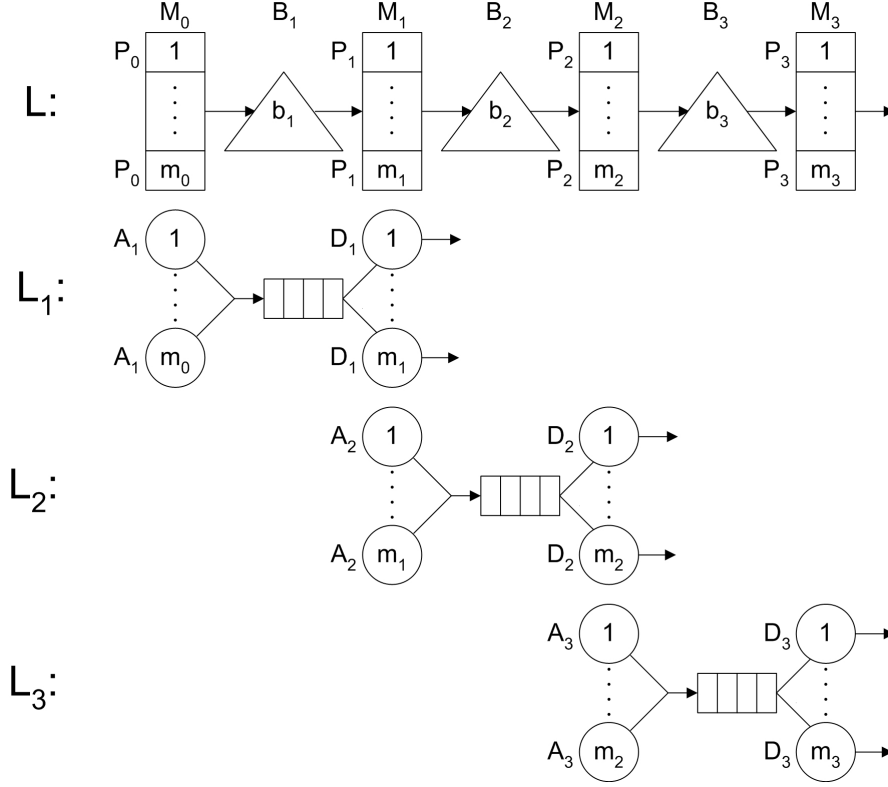 M₀ B₁ M₁ B₂ M₂ B₃ M₃
P₀ 1 P₁ 1 P₂ 1 P₃ 1
L: b₁ b₂ b₃
P₀ m₀ P₁ m₁ P₂ m₂ P₃ m₃
A₁ 1 D₁ 1
L₁:
A₁ m₀ D₁ m₁
A₂ 1 D₂ 1
L₂:
A₂ m₁ D₂ m₂
A₃ 1 D₃ 1
L₃:
A₃ m₂ D₃ m₃